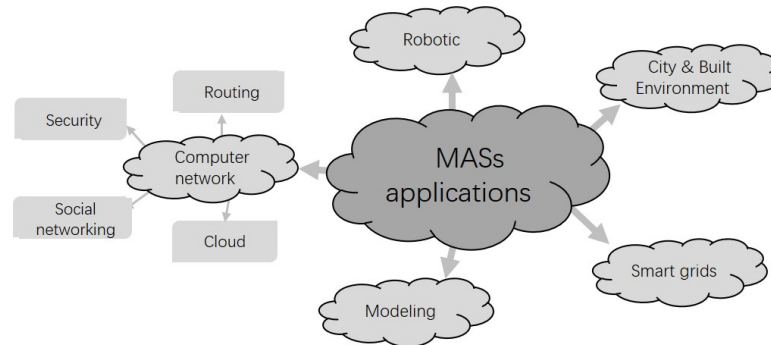 Robotic
City & Built
Environment
Routing
Security
Computer
network
MASs
applications
Social
networking
Cloud
Smart grids
Modeling